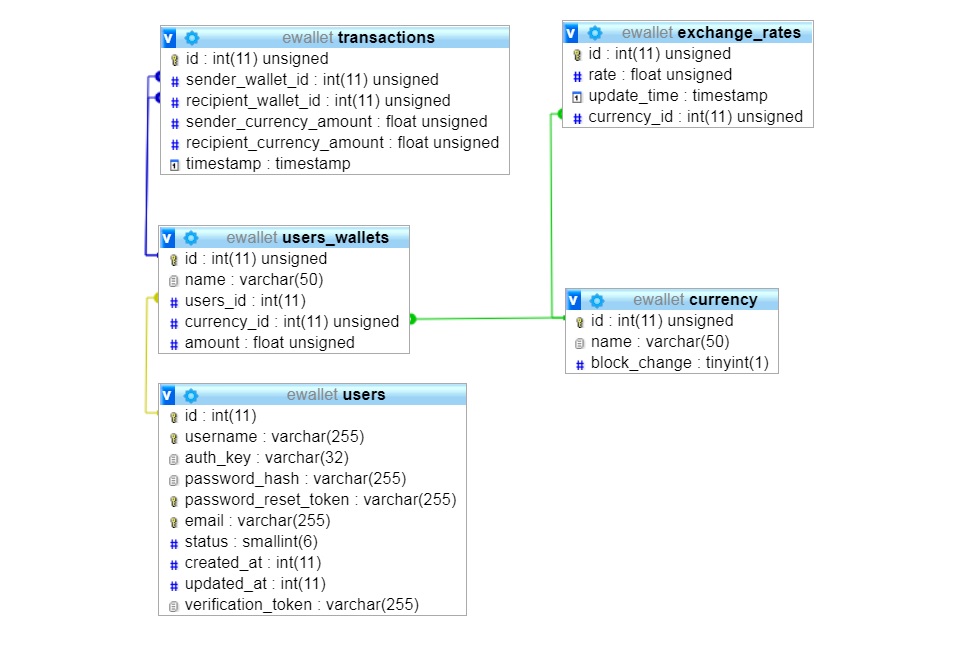 v ewallet transactions
id : int(11) unsigned
# sender_wallet_id : int(11) unsigned
# recipient_wallet_id : int(11) unsigned
# sender_currency_amount : float unsigned
# recipient_currency_amount : float unsigned
timestamp : timestamp
v ewallet exchange_rates
id : int(11) unsigned
# rate : float unsigned
update_time : timestamp
# currency_id : int(11) unsigned
v ewallet users_wallets
id : int(11) unsigned
name : varchar(50)
# users_id : int(11)
# currency_id : int(11) unsigned
# amount : float unsigned
v ewallet currency
id : int(11) unsigned
name : varchar(50)
# block_change : tinyint(1)
v ewallet users
id : int(11)
username : varchar(255)
auth_key : varchar(32)
password_hash : varchar(255)
password_reset_token : varchar(255)
email : varchar(255)
# status : smallint(6)
# created_at : int(11)
# updated_at : int(11)
verification_token : varchar(255)